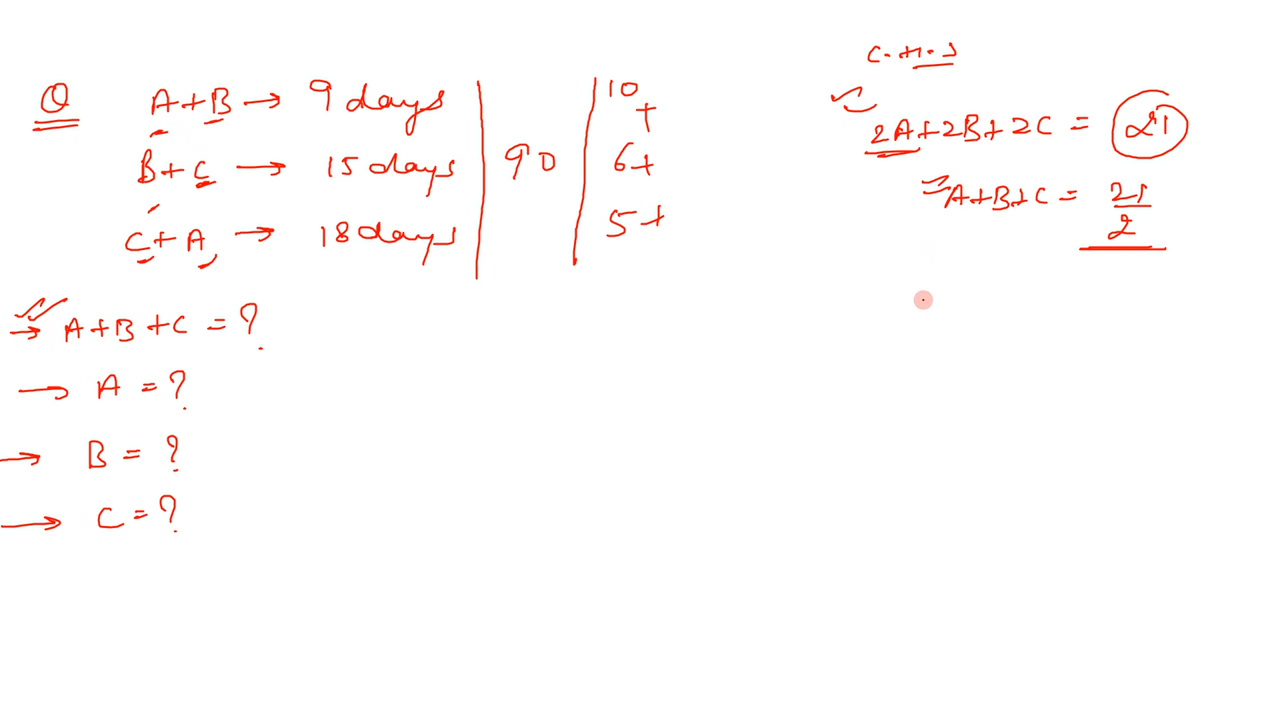 Q A+B → 9 days | | 10 +
B+C → 15 days | 90 | 6+
C+A → 18 days | | 5+
→ A+B+C = ?
→ A = ?
→ B = ?
→ C = ?
2A+2B+2C = 21
A+B+C = 21/2